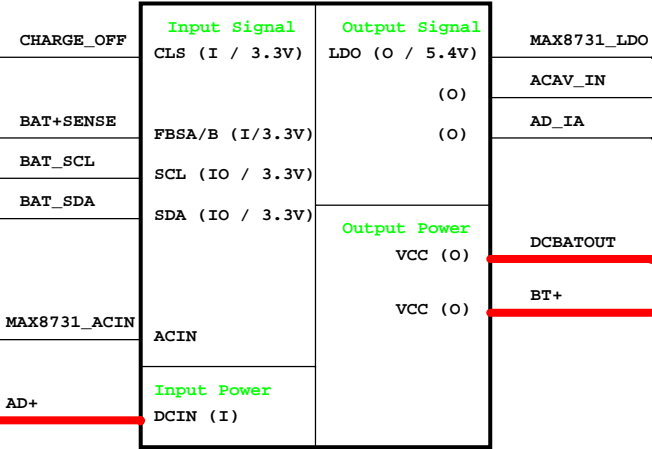 Input Signal
Output Signal
CHARGE_OFF
CLS (I / 3.3V)
LDO (O / 5.4V)
MAX8731_LDO
(O)
ACAV_IN
BAT+SENSE
FBSA/B (I/3.3V)
(O)
AD_IA
BAT_SCL
SCL (IO / 3.3V)
BAT_SDA
SDA (IO / 3.3V)
Output Power
VCC (O)
DCBATOUT
VCC (O)
BT+
MAX8731_ACIN
ACIN
Input Power
AD+
DCIN (I)